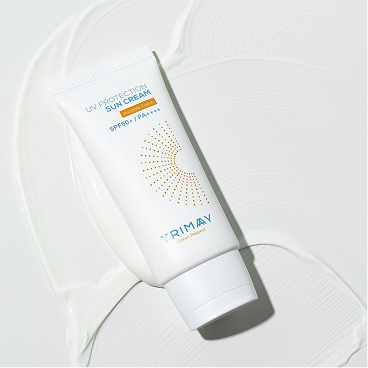 UV PROTECTION
SUN CREAM
SPF50+ / PA++++
TRIMAY